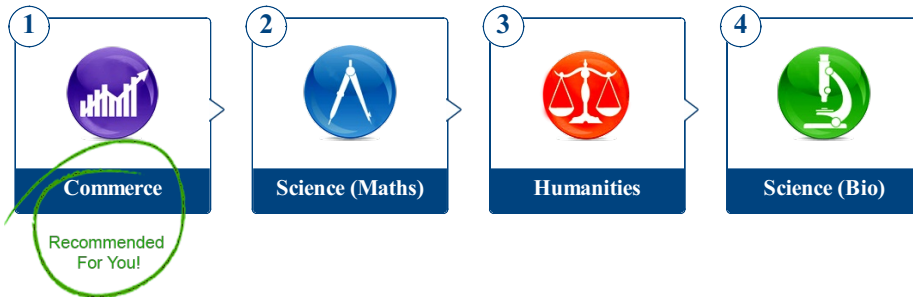 1
2
3
4
Commerce
Science (Maths)
Humanities
Science (Bio)
Recommended
For You!